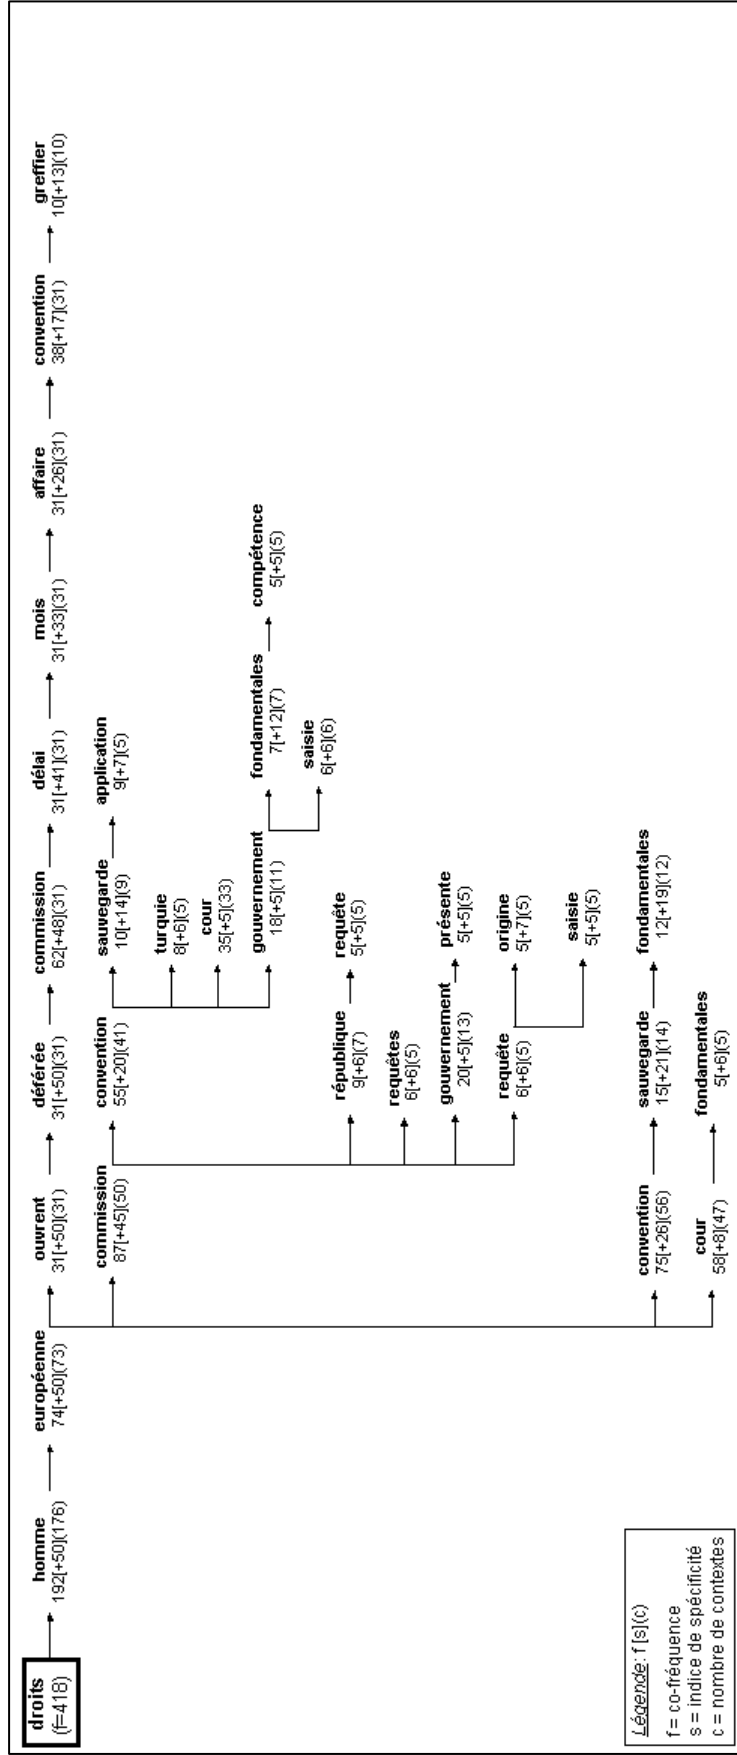 droits
(f=418)
homme
192[+50](176)
européenne
74[+50](73)
ouvrent
31[+50](31)
déférée
31[+50](31)
commission
62[+48](31)
délai
31[+41](31)
mois
31[+33](31)
affaire
31[+26](31)
convention
38[+17](31)
greffier
10[+13](10)
commission
87[+45](50)
convention
55[+20](41)
sauvegarde
10[+14](9)
application
9[+7](5)
turquie
8[+6](5)
cour
35[+5](33)
gouvernement
18[+5](11)
fondamentales
7[+12](7)
compétence
5[+5](5)
saisie
6[+6](6)
république
9[+6](7)
requête
5[+5](5)
requêtes
6[+6](5)
gouvernement
20[+5](13)
présente
5[+5](5)
requête
6[+6](5)
origine
5[+7](5)
saisie
5[+5](5)
convention
75[+26](56)
sauvegarde
15[+21](14)
fondamentales
12[+19](12)
cour
58[+8](47)
fondamentales
5[+6](5)
Légende: f [s](c)
f = co-fréquence
s = indice de spécificité
c = nombre de contextes